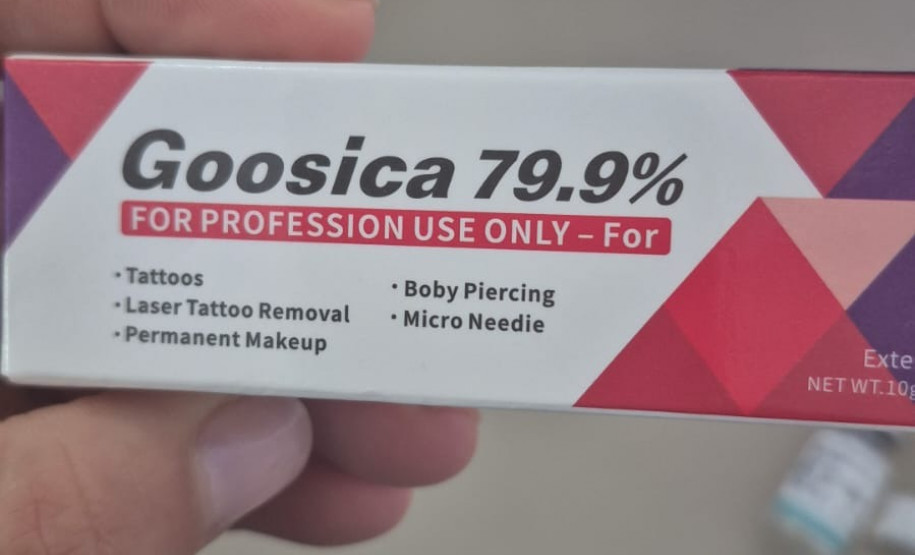 Goosica 79.9%
FOR PROFESSION USE ONLY – For
· Tattoos
· Laser Tattoo Removal
· Permanent Makeup
· Boby Piercing
· Micro Needie
Exte
NET WT.10g